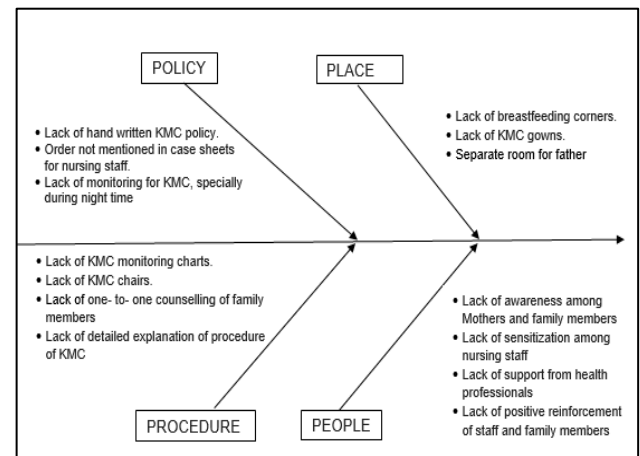 POLICY
• Lack of hand written KMC policy.
• Order not mentioned in case sheets
for nursing staff.
• Lack of monitoring for KMC, specially
during night time
PLACE
• Lack of breastfeeding corners.
• Lack of KMC gowns.
• Separate room for father
• Lack of KMC monitoring charts.
• Lack of KMC chairs.
• Lack of one- to- one counselling of family
members
• Lack of detailed explanation of procedure
of KMC
PROCEDURE
• Lack of awareness among
Mothers and family members
• Lack of sensitization among
nursing staff
• Lack of support from health
professionals
• Lack of positive reinforcement
of staff and family members
PEOPLE